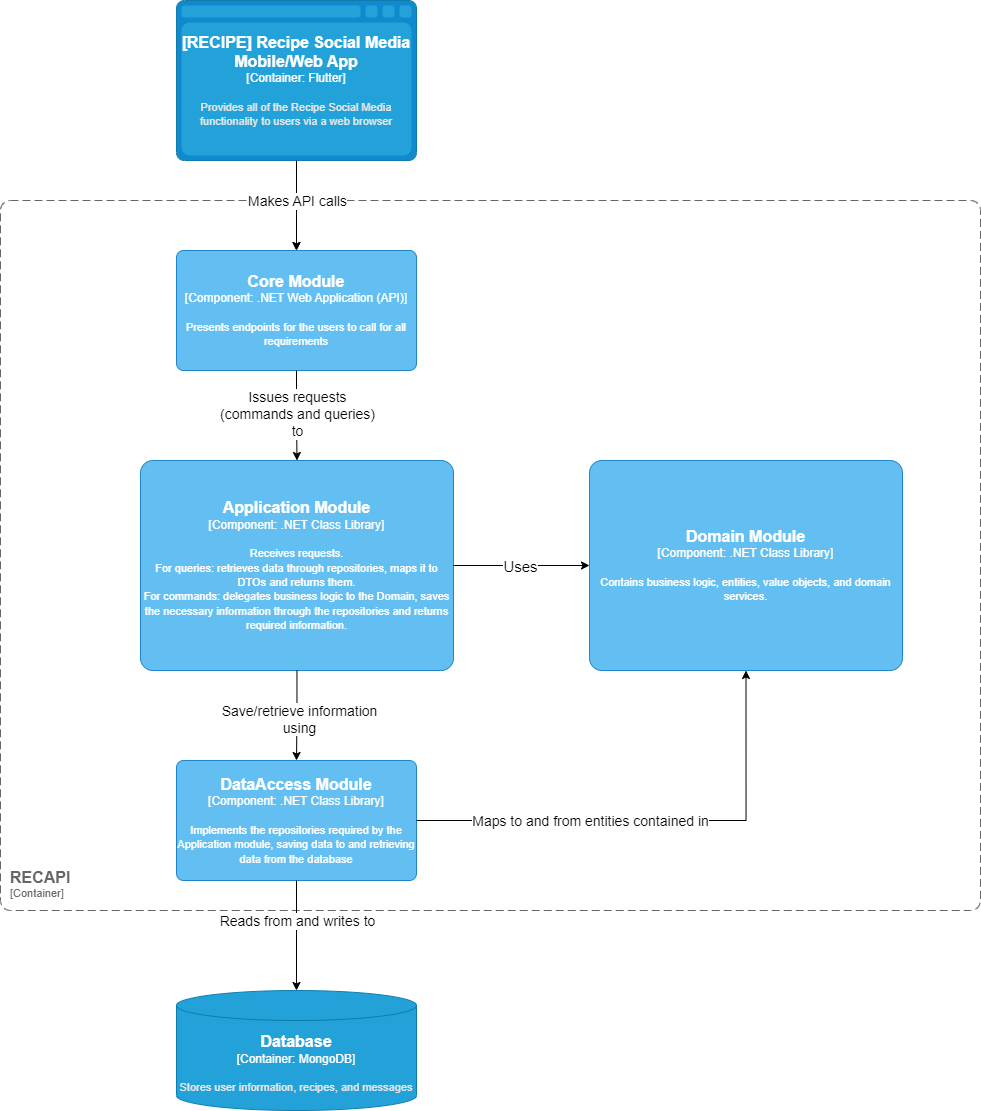 [RECIPE] Recipe Social Media
Mobile/Web App
[Container: Flutter]
Provides all of the Recipe Social Media
functionality to users via a web browser
Makes API calls
Core Module
[Component: .NET Web Application (API)]
Presents endpoints for the users to call for all
requirements
Issues requests
(commands and queries)
to
Application Module
[Component: .NET Class Library]
Receives requests.
For queries: retrieves data through repositories, maps it to
DTOs and returns them.
For commands: delegates business logic to the Domain, saves
the necessary information through the repositories and returns
required information.
Uses
Domain Module
[Component: .NET Class Library]
Contains business logic, entities, value objects, and domain
services.
Save/retrieve information
using
DataAccess Module
[Component: .NET Class Library]
Implements the repositories required by the
Application module, saving data to and retrieving
data from the database
Maps to and from entities contained in
RECAPI
[Container]
Reads from and writes to
Database
[Container: MongoDB]
Stores user information, recipes, and messages